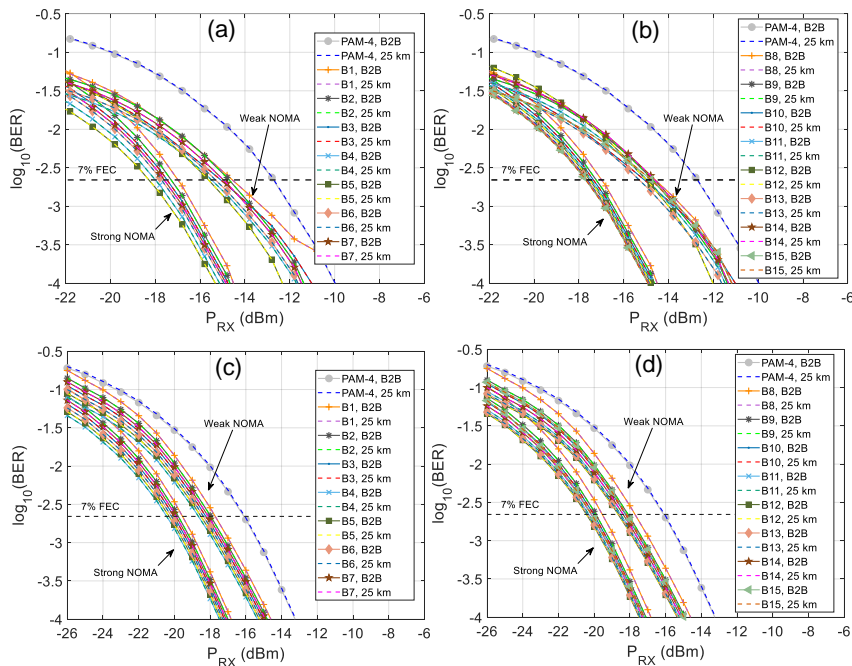 (a)
-0.5
-1
-1.5
-2
-2.5
-3
-3.5
-4
log10(BER)
7% FEC
Weak NOMA
Strong NOMA
-22 -20 -18 -16 -14 -12 -10 -8 -6
PRX (dBm)
PAM-4, B2B
PAM-4, 25 km
B1, B2B
B1, 25 km
B2, B2B
B2, 25 km
B3, B2B
B3, 25 km
B4, B2B
B4, 25 km
B5, B2B
B5, 25 km
B6, B2B
B6, 25 km
B7, B2B
B7, 25 km
(b)
-0.5
-1
-1.5
-2
-2.5
-3
-3.5
-4
log10(BER)
7% FEC
Weak NOMA
Strong NOMA
-22 -20 -18 -16 -14 -12 -10 -8 -6
PRX (dBm)
PAM-4, B2B
PAM-4, 25 km
B8, B2B
B8, 25 km
B9, B2B
B9, 25 km
B10, B2B
B10, 25 km
B11, B2B
B11, 25 km
B12, B2B
B12, 25 km
B13, B2B
B13, 25 km
B14, B2B
B14, 25 km
B15, B2B
B15, 25 km
(c)
-0.5
-1
-1.5
-2
-2.5
-3
-3.5
-4
log10(BER)
7% FEC
Weak NOMA
Strong NOMA
-26 -24 -22 -20 -18 -16 -14 -12 -10 -8 -6
PRX (dBm)
PAM-4, B2B
PAM-4, 25 km
B1, B2B
B1, 25 km
B2, B2B
B2, 25 km
B3, B2B
B3, 25 km
B4, B2B
B4, 25 km
B5, B2B
B5, 25 km
B6, B2B
B6, 25 km
B7, B2B
B7, 25 km
(d)
-0.5
-1
-1.5
-2
-2.5
-3
-3.5
-4
log10(BER)
7% FEC
Weak NOMA
Strong NOMA
-26 -24 -22 -20 -18 -16 -14 -12 -10 -8 -6
PRX (dBm)
PAM-4, B2B
PAM-4, 25 km
B8, B2B
B8, 25 km
B9, B2B
B9, 25 km
B10, B2B
B10, 25 km
B11, B2B
B11, 25 km
B12, B2B
B12, 25 km
B13, B2B
B13, 25 km
B14, B2B
B14, 25 km
B15, B2B
B15, 25 km